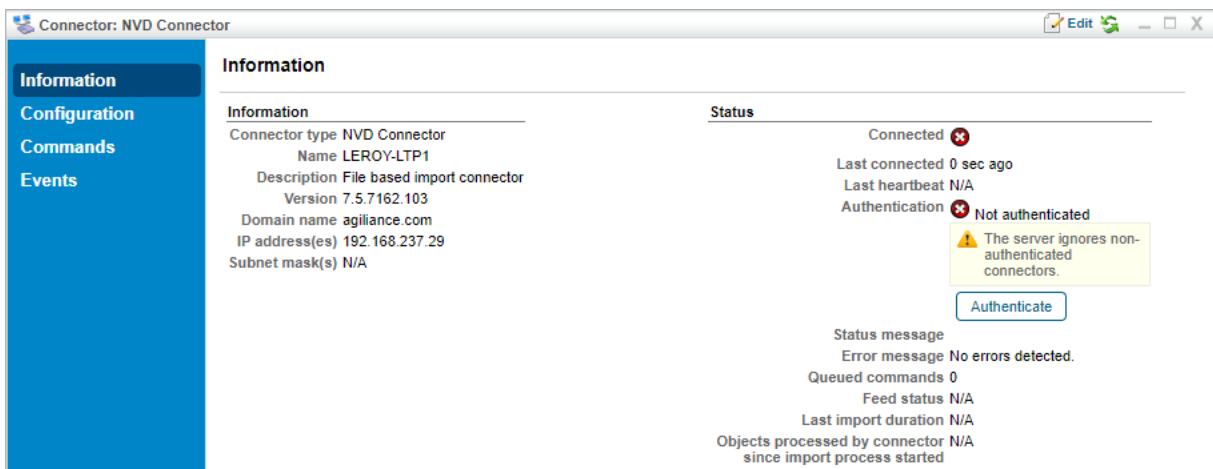 Connector: NVD Connector
Edit
Information
Configuration
Commands
Events
Information
Information
Connector type NVD Connector
Name LEROY-LTP1
Description File based import connector
Version 7.5.7162.103
Domain name agiliance.com
IP address(es) 192.168.237.29
Subnet mask(s) N/A
Status
Connected
Last connected 0 sec ago
Last heartbeat N/A
Authentication Not authenticated
The server ignores non-
authenticated
connectors.
Authenticate
Status message
Error message No errors detected.
Queued commands 0
Feed status N/A
Last import duration N/A
Objects processed by connector N/A
since import process started